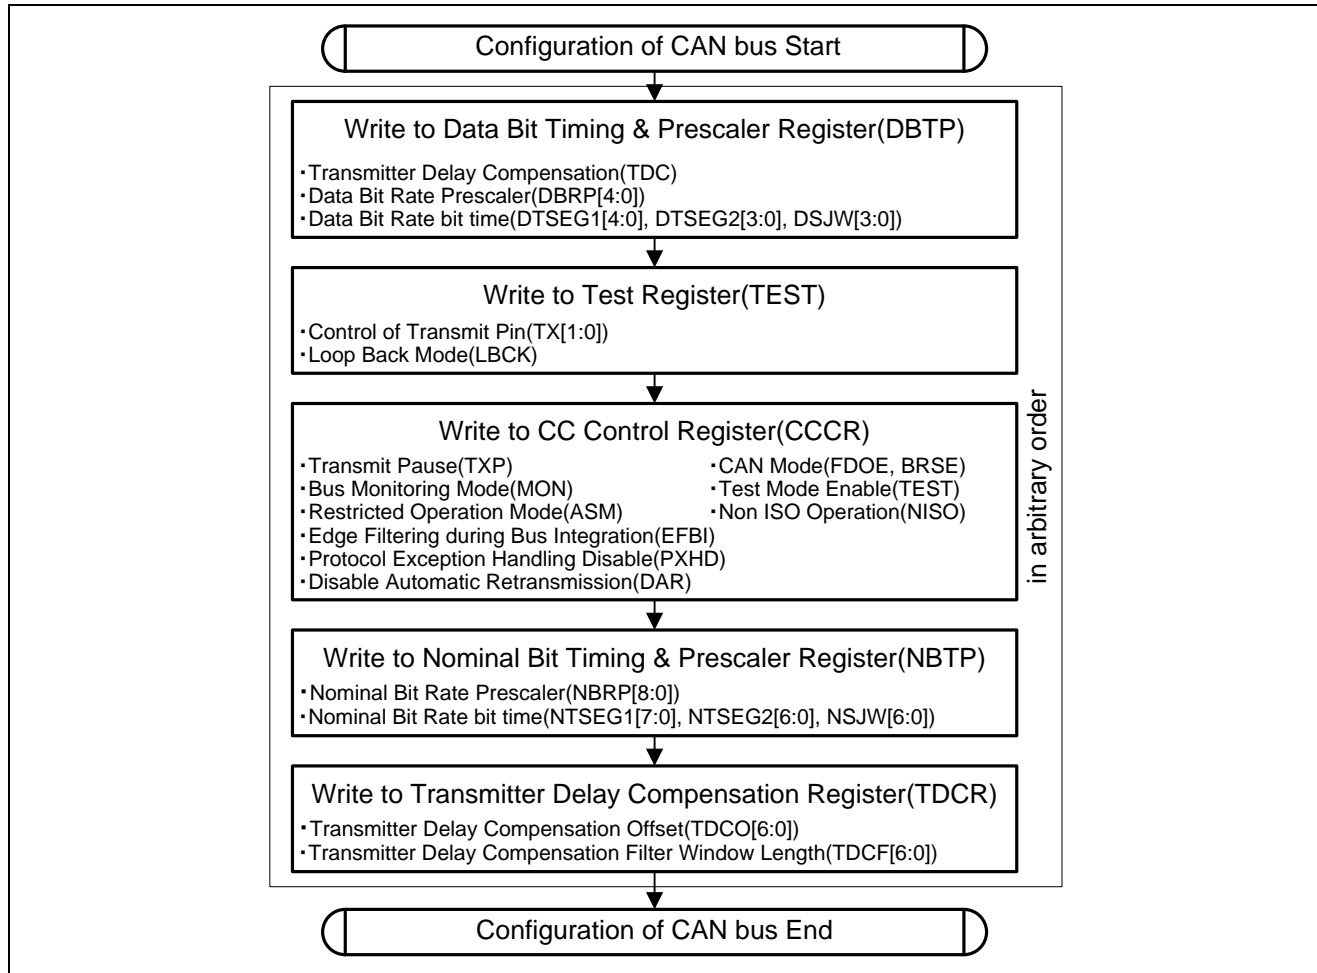 Configuration of CAN bus Start
Write to Data Bit Timing & Prescaler Register(DBTP)
・Transmitter Delay Compensation(TDC)
・Data Bit Rate Prescaler(DBRP[4:0])
・Data Bit Rate bit time(DTSEG1[4:0], DTSEG2[3:0], DSJW[3:0])
Write to Test Register(TEST)
・Control of Transmit Pin(TX[1:0])
・Loop Back Mode(LBCK)
Write to CC Control Register(CCCR)
・Transmit Pause(TXP)
・Bus Monitoring Mode(MON)
・Restricted Operation Mode(ASM)
・Edge Filtering during Bus Integration(EFBI)
・Protocol Exception Handling Disable(PXHD)
・Disable Automatic Retransmission(DAR)
・CAN Mode(FDOE, BRSE)
・Test Mode Enable(TEST)
・Non ISO Operation(NISO)
Write to Nominal Bit Timing & Prescaler Register(NBTP)
・Nominal Bit Rate Prescaler(NBRP[8:0])
・Nominal Bit Rate bit time(NTSEG1[7:0], NTSEG2[6:0], NSJW[6:0])
Write to Transmitter Delay Compensation Register(TDCR)
・Transmitter Delay Compensation Offset(TDCO[6:0])
・Transmitter Delay Compensation Filter Window Length(TDCF[6:0])
in arbitrary order
Configuration of CAN bus End